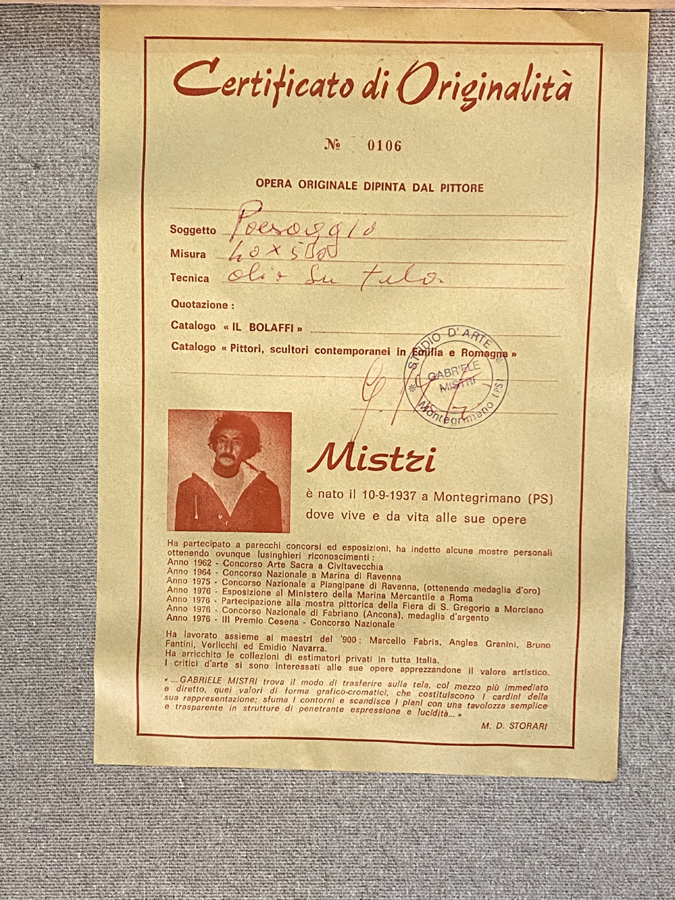 Certificato di Originalità
№ 0106
OPERA ORIGINALE DIPINTA DAL PITTORE
Soggetto Paesaggio
Misura 40 x 50
Tecnica olio su tela
Quotazione :
Catalogo « IL BOLAFFI »
Catalogo « Pittori, scultori contemporanei in Emilia e Romagna »
STUDIO D'ARTE
GABRIELE
MISTRI
Montegrimano (PS)
Mistri
è nato il 10-9-1937 a Montegrimano (PS)
dove vive e da vita alle sue opere
Ha partecipato a parecchi concorsi ed esposizioni, ha indetto alcune mostre personali
ottenendo ovunque lusinghieri riconoscimenti :
Anno 1962 - Concorso Arte Sacra a Civitavecchia
Anno 1964 - Concorso Nazionale a Marina di Ravenna
Anno 1975 - Concorso Nazionale a Piangipane di Ravenna, (ottenendo medaglia d'oro)
Anno 1976 - Esposizione al Ministero della Marina Mercantile a Roma
Anno 1976 - Partecipazione alla mostra pittorica della Fiera di S. Gregorio a Morciano
Anno 1976 - Concorso Nazionale di Fabriano (Ancona), medaglia d'argento
Anno 1976 - III Premio Cesena - Concorso Nazionale
Ha lavorato assieme ai maestri del '900 : Marcello Fabris, Angles Granini, Bruno
Fantini, Verlicchi ed Emidio Navarra.
Ha arricchito le collezioni di estimatori privati in tutta Italia.
I critici d'arte si sono interessati alle sue opere apprezzandone il valore artistico.
« ...GABRIELE MISTRI trova il modo di trasferire sulla tela, col mezzo più immediato
e diretto, quei valori di forma grafico-cromatici, che costituiscono i cardini della
sua rappresentazione; sfuma i contorni e scandisce i piani con una tavolozza semplice
e trasparente in strutture di penetrante espressione e lucidità... »
M. D. STORARI